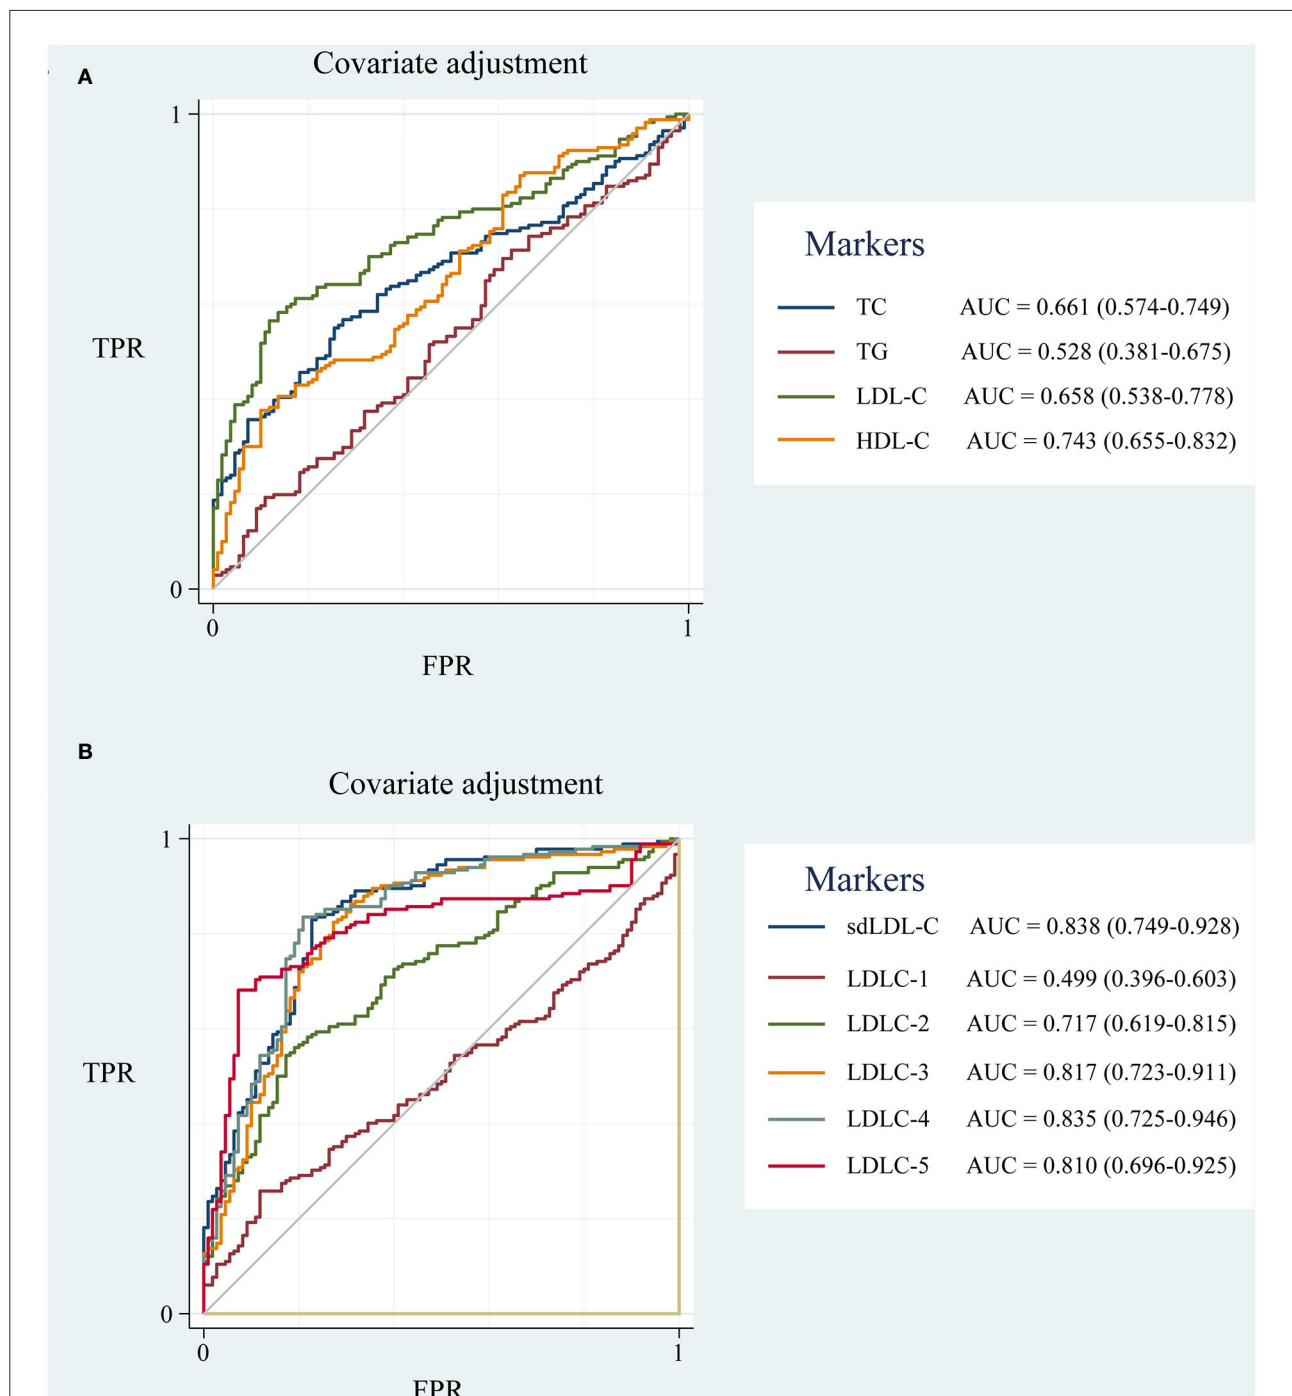 A
Covariate adjustment
1
TPR
0
0
1
FPR
Markers
TC AUC = 0.661 (0.574-0.749)
TG AUC = 0.528 (0.381-0.675)
LDL-C AUC = 0.658 (0.538-0.778)
HDL-C AUC = 0.743 (0.655-0.832)
B
Covariate adjustment
1
TPR
0
0
1
FPR
Markers
sdLDL-C AUC = 0.838 (0.749-0.928)
LDLC-1 AUC = 0.499 (0.396-0.603)
LDLC-2 AUC = 0.717 (0.619-0.815)
LDLC-3 AUC = 0.817 (0.723-0.911)
LDLC-4 AUC = 0.835 (0.725-0.946)
LDLC-5 AUC = 0.810 (0.696-0.925)